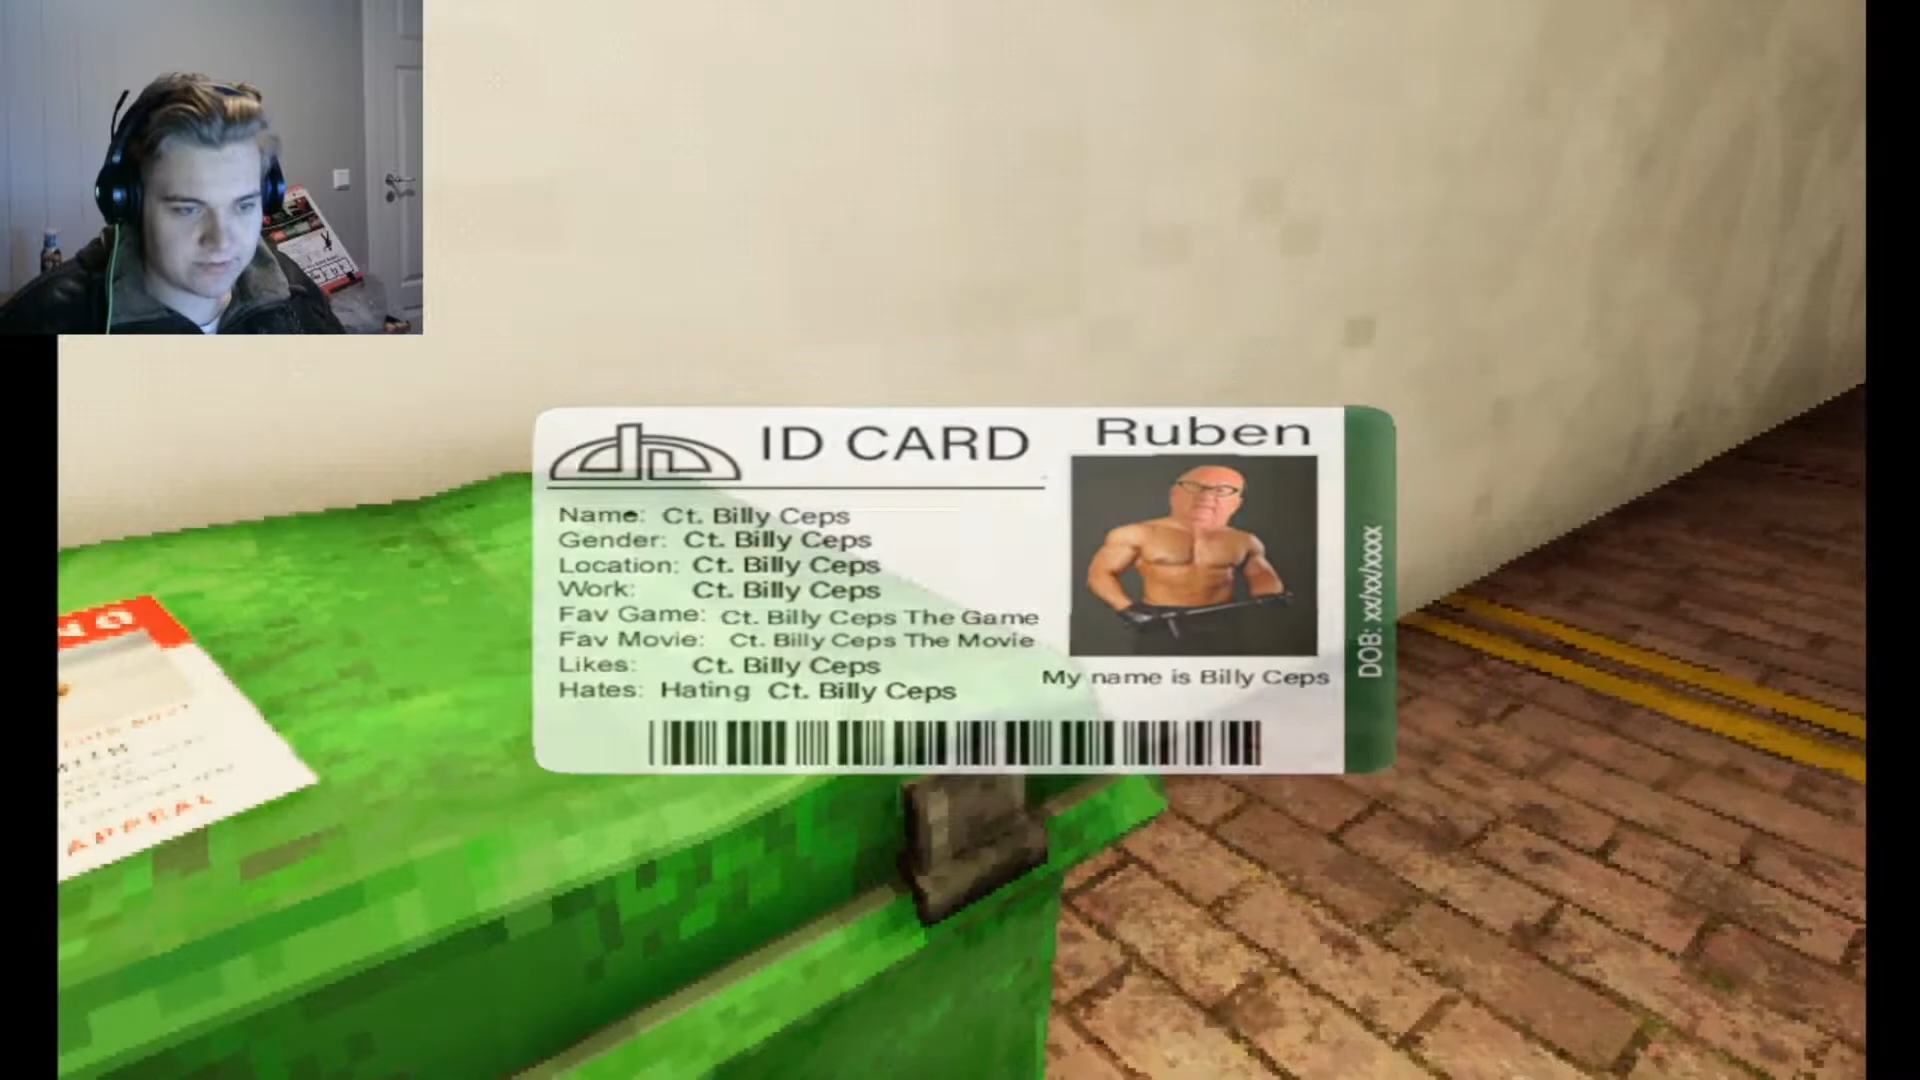 ID CARD
Ruben
Name: Ct. Billy Ceps
Gender: Ct. Billy Ceps
Location: Ct. Billy Ceps
Work: Ct. Billy Ceps
Fav Game: Ct. Billy Ceps The Game
Fav Movie: Ct. Billy Ceps The Movie
Likes: Ct. Billy Ceps
Hates: Hating Ct. Billy Ceps
My name is Billy Ceps
DOB: xx/xx/xxxx
APPEAL